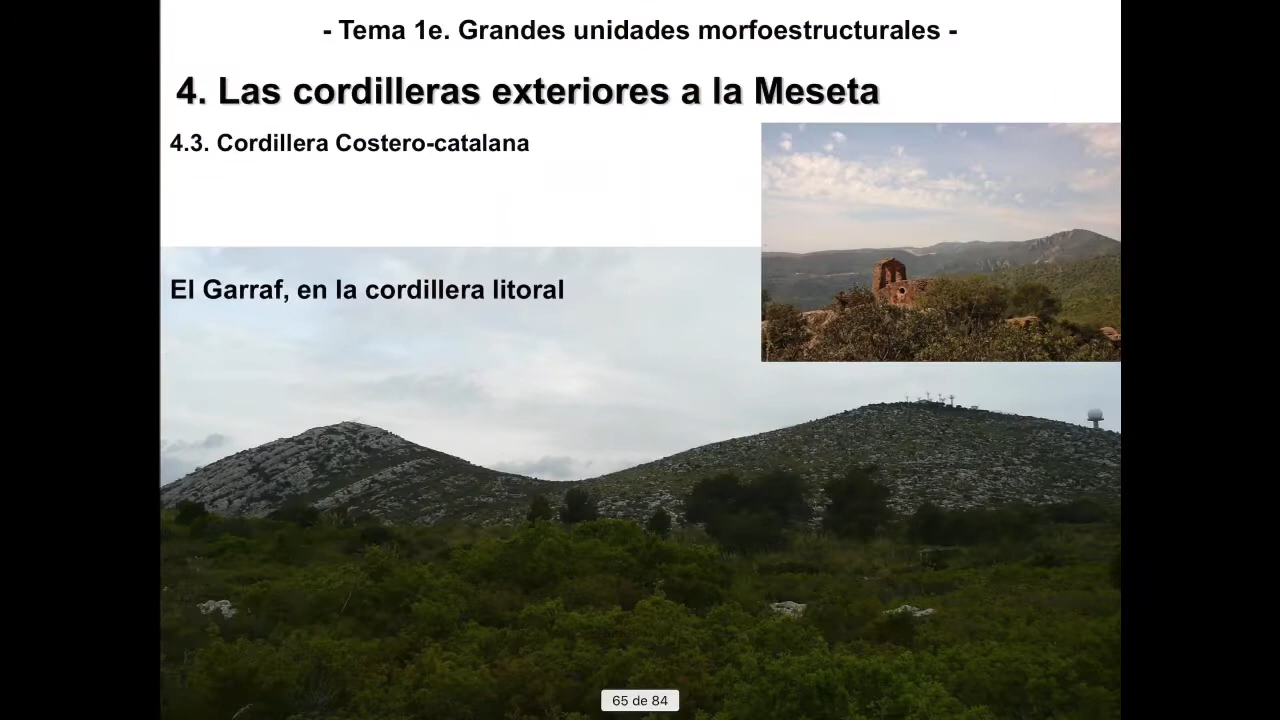 - Tema 1e. Grandes unidades morfoestructurales -
4. Las cordilleras exteriores a la Meseta
4.3. Cordillera Costero-catalana
El Garraf, en la cordillera litoral
65 de 84